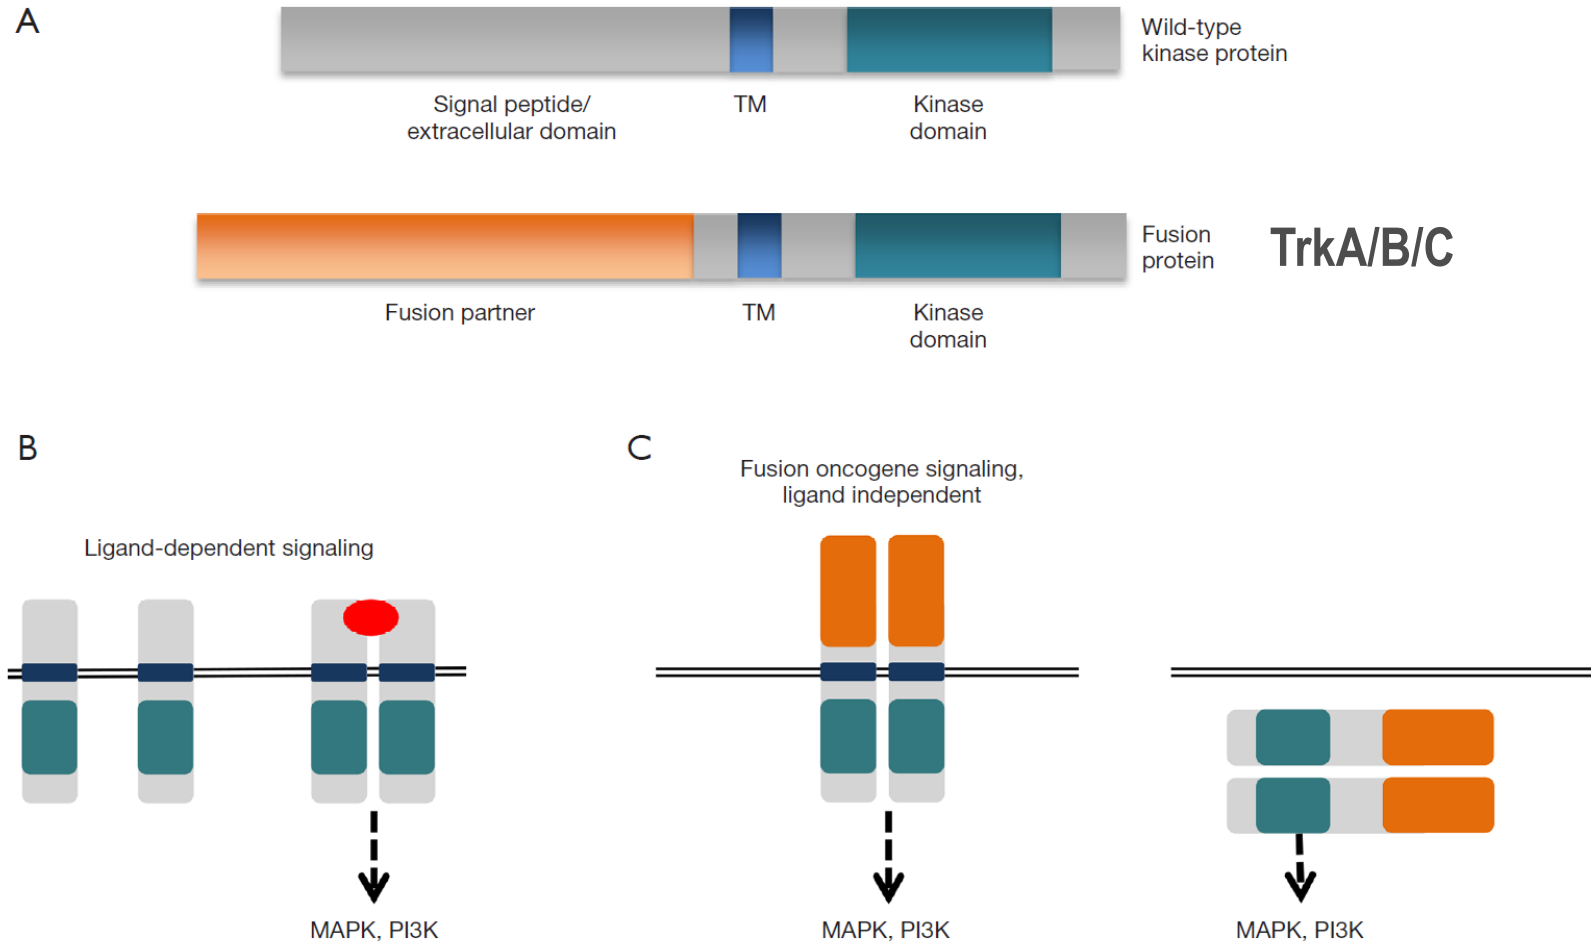 A
Wild-type
kinase protein
Signal peptide/
extracellular domain
TM
Kinase
domain
Fusion
protein
TrkA/B/C
Fusion partner
TM
Kinase
domain
B
Ligand-dependent signaling
MAPK, PI3K
C
Fusion oncogene signaling,
ligand independent
MAPK, PI3K
MAPK, PI3K